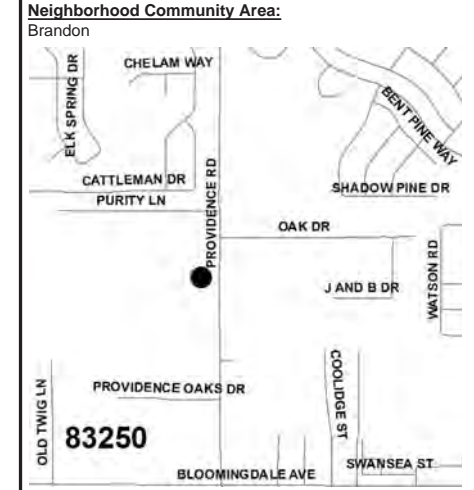 Neighborhood Community Area:
Brandon
CHELAM WAY
ELK SPRING DR
BENT PINE WAY
CATTLEMAN DR
PROVIDENCE RD
SHADOW PINE DR
PURITY LN
OAK DR
WATSON RD
J AND B DR
COOLIDGE ST
PROVIDENCE OAKS DR
OLD TWIG LN
83250
SWANSEA ST
BLOOMINGDALE AVE